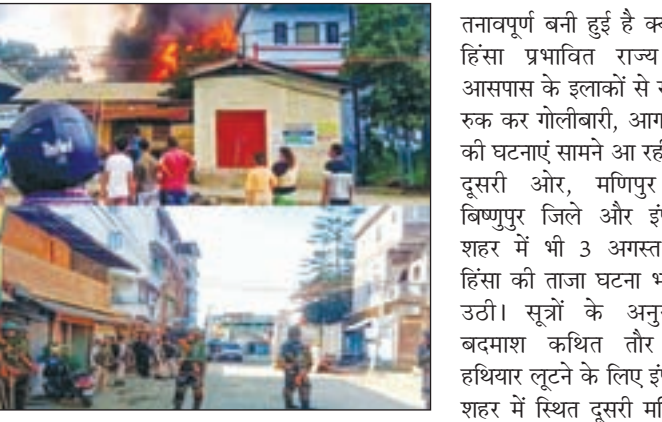 तनावपूर्ण बनी हुई है
हिंसा प्रभावित राज्य
आसपास के इलाकों से
रुक कर गोलीबारी, आग
की घटनाएं सामने आ रही
दूसरी ओर, मणिपुर
बिष्णुपुर जिले और
शहर में भी 3 अगस्त
हिंसा की ताजा घटना
उठी। सूत्रों के
बदमाश कथित तौर
हथियार लूटने के लिए
शहर में स्थित दूसरी